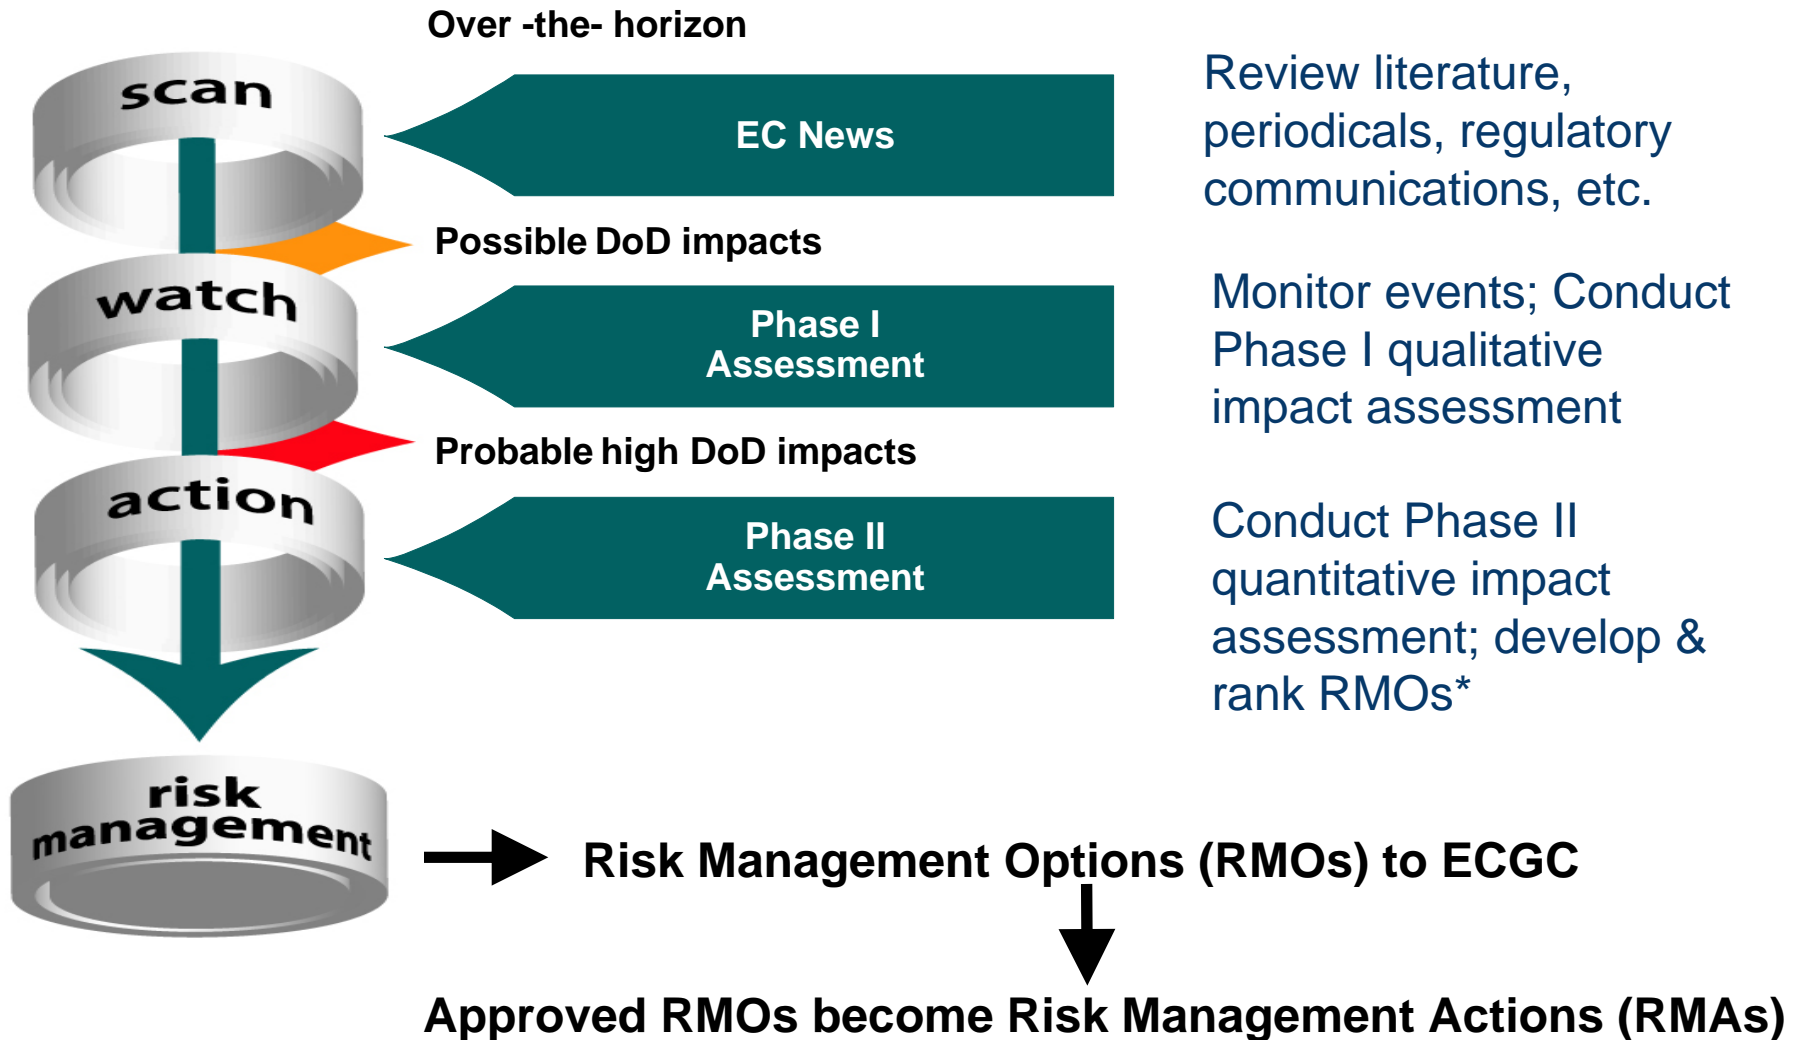 Over -the- horizon
scan
EC News
Review literature,
periodicals, regulatory
communications, etc.
Possible DoD impacts
watch
Phase I
Assessment
Monitor events; Conduct
Phase I qualitative
impact assessment
Probable high DoD impacts
action
Phase II
Assessment
Conduct Phase II
quantitative impact
assessment; develop &
rank RMOs*
risk
management
Risk Management Options (RMOs) to ECGC
Approved RMOs become Risk Management Actions (RMAs)